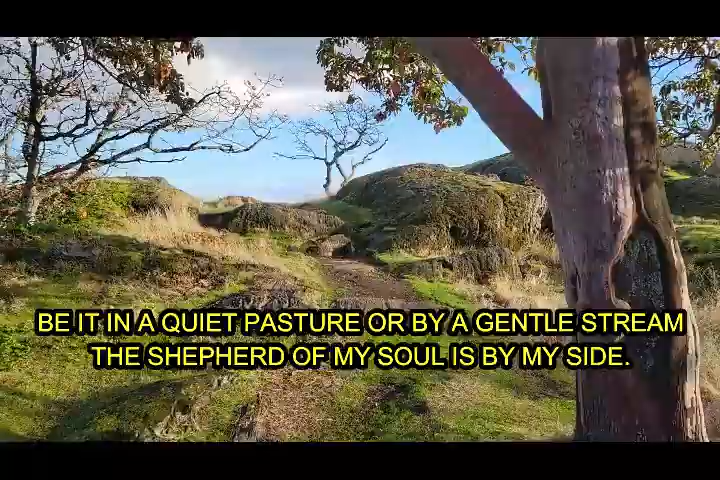 BE IT IN A QUIET PASTURE OR BY A GENTLE STREAM
THE SHEPHERD OF MY SOUL IS BY MY SIDE.